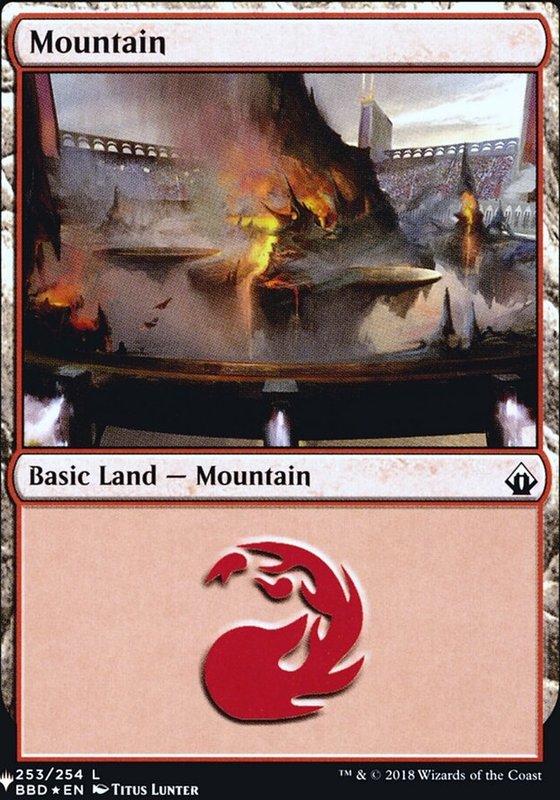 Mountain
Basic Land — Mountain
253/254 L
BBD ★ EN Titus Lunter
™ & © 2018 Wizards of the Coast